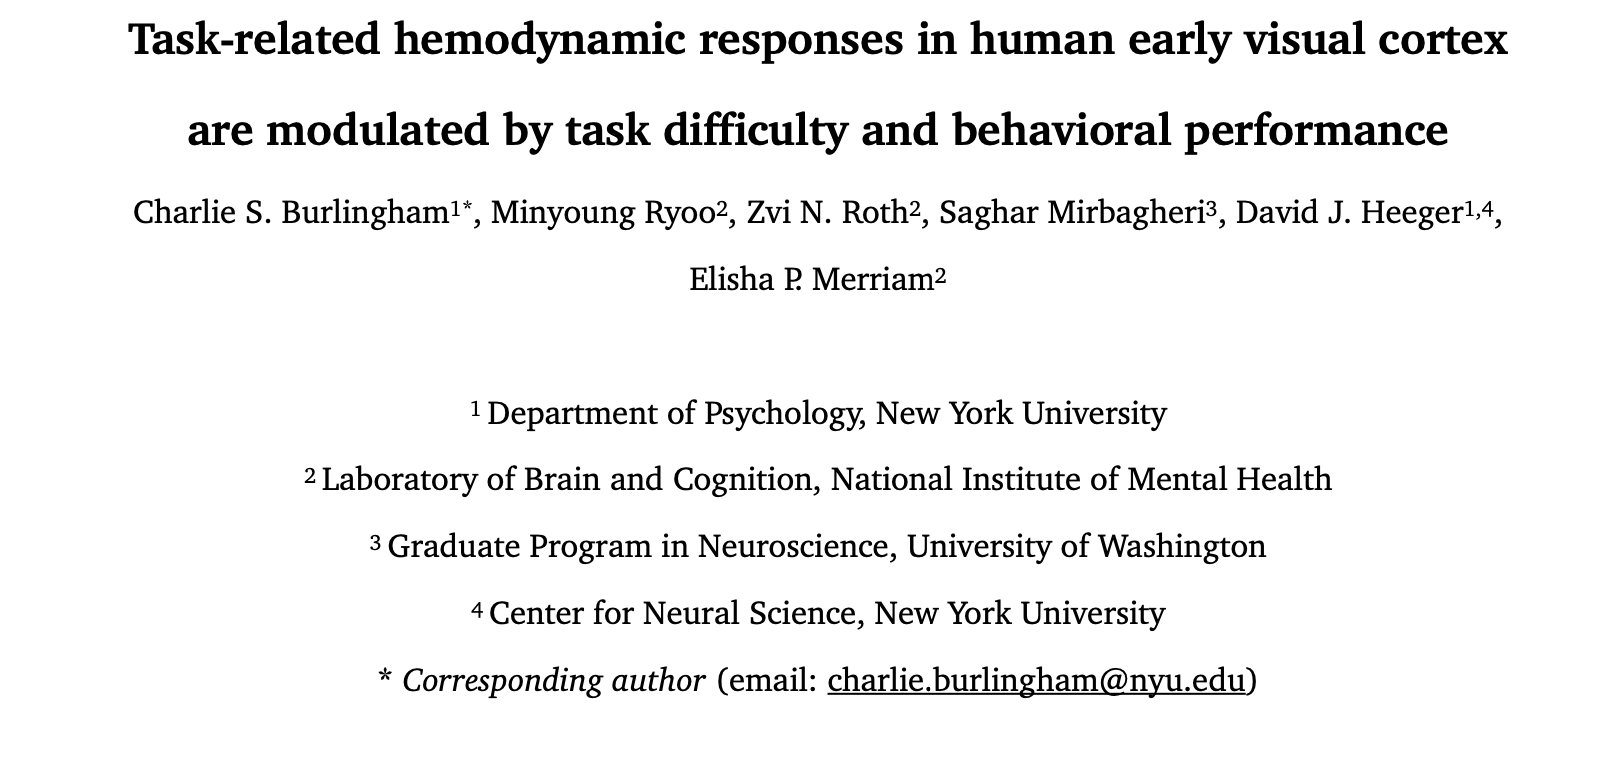 Task-related hemodynamic responses in human early visual cortex
are modulated by task difficulty and behavioral performance
Charlie S. Burlingham¹*, Minyoung Ryoo², Zvi N. Roth², Saghar Mirbagheri³, David J. Heeger¹,⁴,
Elisha P. Merriam²
¹ Department of Psychology, New York University
² Laboratory of Brain and Cognition, National Institute of Mental Health
³ Graduate Program in Neuroscience, University of Washington
⁴ Center for Neural Science, New York University
* Corresponding author (email: charlie.burlingham@nyu.edu)